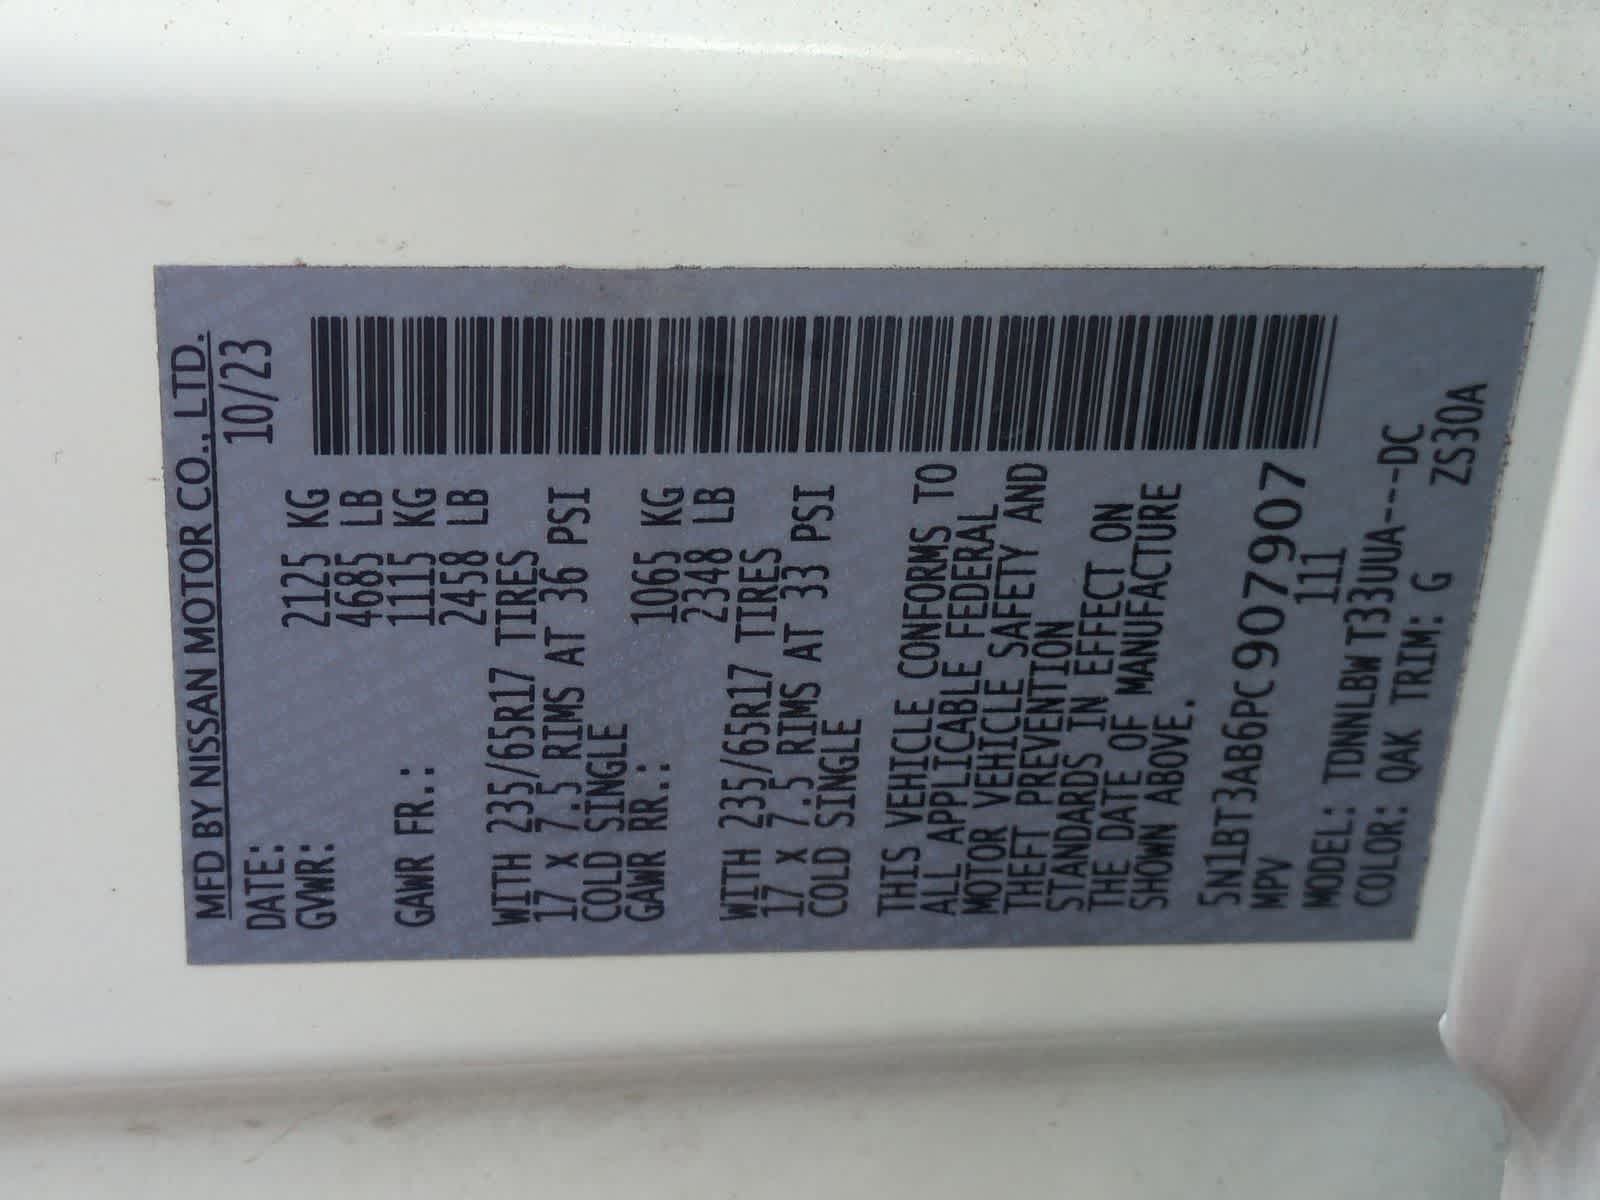 MFD BY NISSAN MOTOR CO., LTD.
DATE: 10/23
GVWR: 2125 KG
4685 LB
GAWR FR.: 1115 KG
2458 LB
WITH 235/65R17 TIRES
17 X 7.5 RIMS AT 36 PSI
COLD SINGLE
GAWR RR.: 1065 KG
2348 LB
WITH 235/65R17 TIRES
17 X 7.5 RIMS AT 33 PSI
COLD SINGLE
THIS VEHICLE CONFORMS TO
ALL APPLICABLE FEDERAL
MOTOR VEHICLE SAFETY AND
THEFT PREVENTION
STANDARDS IN EFFECT ON
THE DATE OF MANUFACTURE
SHOWN ABOVE.
5N1BT3AB6PC907907
MPV 111
MODEL: TDNNLBW T33UUA---DC
COLOR: QAK TRIM: G ZS30A